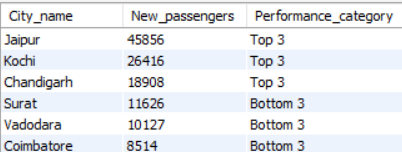 City_name New_passengers Performance_category
Jaipur 45856 Top 3
Kochi 26416 Top 3
Chandigarh 18908 Top 3
Surat 11626 Bottom 3
Vadodara 10127 Bottom 3
Coimbatore 8514 Bottom 3